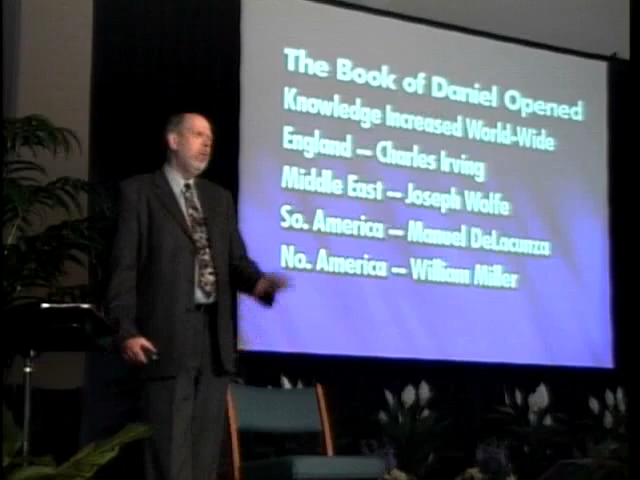 The Book of Daniel Opened
Knowledge Increased World-Wide
England – Charles Irving
Middle East – Joseph Wolfe
So. America – Manuel DeLacunza
No. America – William Miller